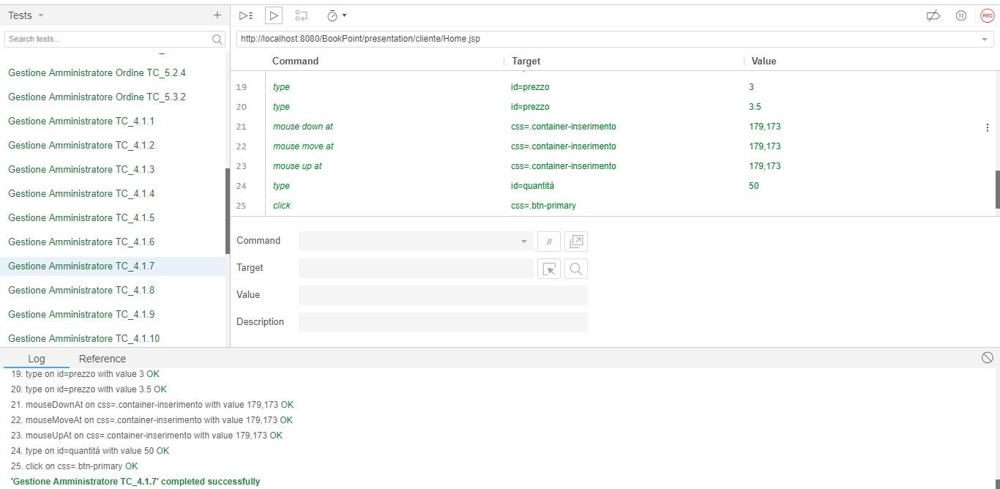 Tests
Search tests...
Gestione Amministratore Ordine TC_5.2.4
Gestione Amministratore Ordine TC_5.3.2
Gestione Amministratore TC_4.1.1
Gestione Amministratore TC_4.1.2
Gestione Amministratore TC_4.1.3
Gestione Amministratore TC_4.1.4
Gestione Amministratore TC_4.1.5
Gestione Amministratore TC_4.1.6
Gestione Amministratore TC_4.1.7
Gestione Amministratore TC_4.1.8
Gestione Amministratore TC_4.1.9
Gestione Amministratore TC_4.1.10
REC
http://localhost:8080/BookPoint/presentation/cliente/Home.jsp
Command Target Value
19 type id=prezzo 3
20 type id=prezzo 3.5
21 mouse down at css=.container-inserimento 179,173
22 mouse move at css=.container-inserimento 179,173
23 mouse up at css=.container-inserimento 179,173
24 type id=quantità 50
25 click css=.btn-primary
Command //
Target
Value
Description
Log Reference
19. type on id=prezzo with value 3 OK
20. type on id=prezzo with value 3.5 OK
21. mouseDownAt on css=.container-inserimento with value 179,173 OK
22. mouseMoveAt on css=.container-inserimento with value 179,173 OK
23. mouseUpAt on css=.container-inserimento with value 179,173 OK
24. type on id=quantità with value 50 OK
25. click on css=.btn-primary OK
'Gestione Amministratore TC_4.1.7' completed successfully